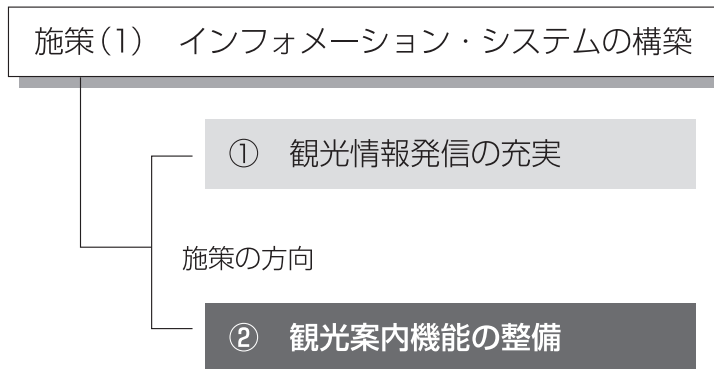 施策(1) インフォメーション・システムの構築
① 観光情報発信の充実
施策の方向
② 観光案内機能の整備